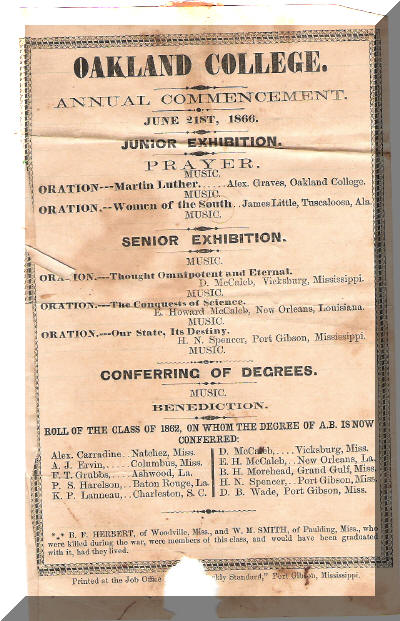 OAKLAND COLLEGE.
ANNUAL COMMENCEMENT.
JUNE 21ST, 1866.
JUNIOR EXHIBITION.
PRAYER.
MUSIC.
ORATION---Martin Luther......Alex. Graves, Oakland College.
MUSIC.
ORATION.--Women of the South..James Little, Tuscaloosa, Ala.
MUSIC.
SENIOR EXHIBITION.
MUSIC.
ORA ION.---Thought Omnipotent and Eternal.
D. McCaleb, Vicksburg, Mississippi.
MUSIC.
ORATION---The Conquests of Science.
E. Howard McCaleb, New Orleans, Louisiana.
MUSIC.
ORATION.---Our State, Its Destiny.
H. N. Spencer, Port Gibson, Mississippi.
MUSIC.
CONFERRING OF DEGREES.
MUSIC.
BENEDICTION.
ROLL OF THE CLASS OF 1862, ON WHOM THE DEGREE OF A.B. IS NOW
CONFERRED:
Alex. Carradine..Natchez, Miss.
A. J. Ervin,.....Columbus, Miss.
E. T. Grubbs,....Ashwood, La.
P. S. Harelson,..Baton Rouge, La.
K. P. Lanneau,..Charleston, S. C.
D. McCaleb,....Vicksburg, Miss.
E. H. McCaleb,..New Orleans, La.
B. H. Morehead, Grand Gulf, Miss.
H. N. Spencer,..Port Gibson, Miss.
D. B. Wade, Port Gibson, Miss.
*** B. F. HERBERT, of Woodville, Miss., and W. M. SMITH, of Paulding, Miss., who
were killed during the war, were members of this class, and would have been graduated
with it, had they lived.
Printed at the Job Office kly Standard," Port Gibson, Mississippi.